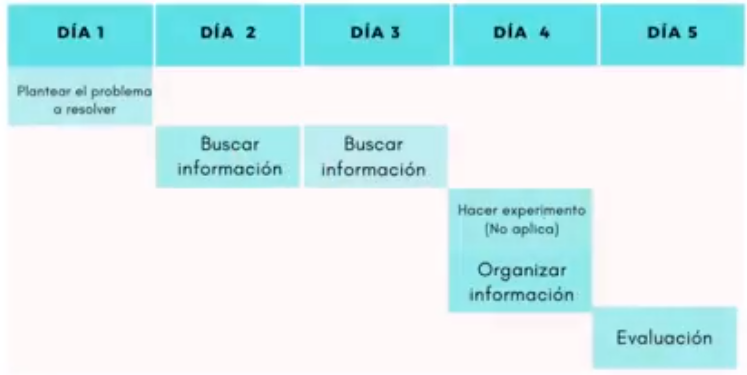 DÍA 1
DÍA 2
DÍA 3
DÍA 4
DÍA 5
Plantear el problema
a resolver
Buscar
información
Buscar
información
Hacer experimento
(No aplica)
Organizar
información
Evaluación